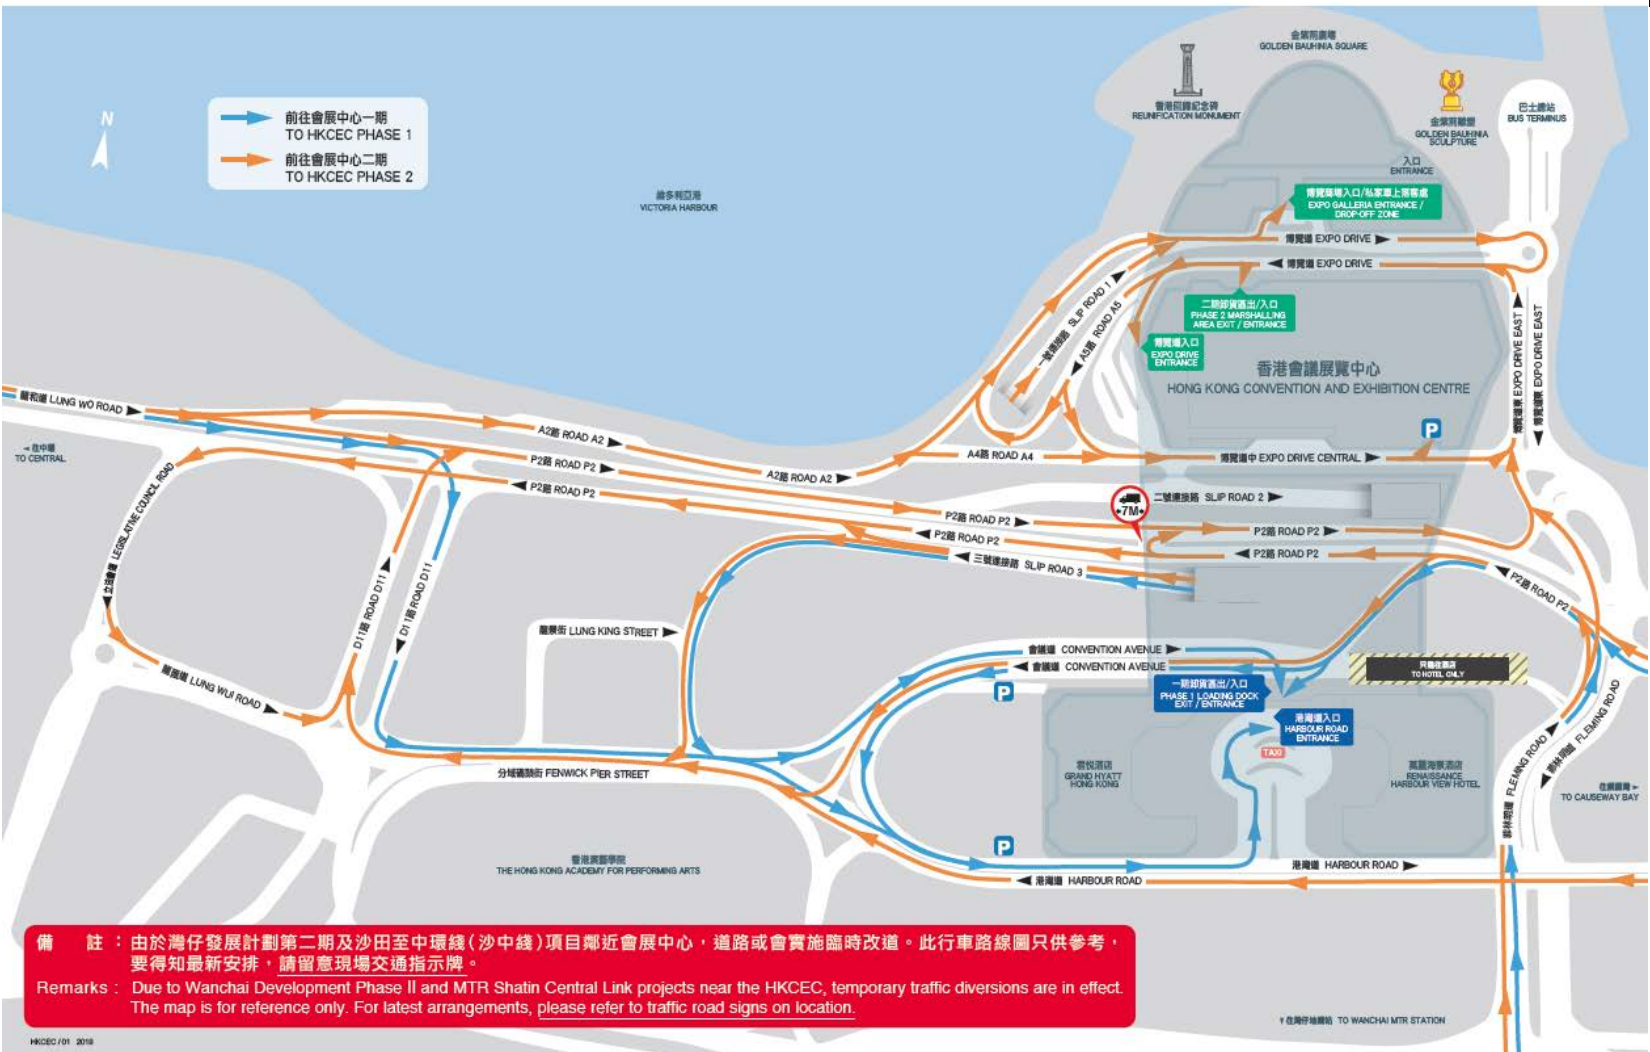 金紫荊廣場
GOLDEN BAUHINIA SQUARE
香港回歸紀念碑
REUNIFICATION MONUMENT
金紫荊雕塑
GOLDEN BAUHINIA
SCULPTURE
巴士總站
BUS TERMINUS
入口
ENTRANCE
N
前往會展中心一期
TO HKCEC PHASE 1
前往會展中心二期
TO HKCEC PHASE 2
維多利亞港
VICTORIA HARBOUR
博覽商場入口/私家車上落客處
EXPO GALLERIA ENTRANCE /
DROP-OFF ZONE
博覽道 EXPO DRIVE
博覽道 EXPO DRIVE
一號連接路 SLIP ROAD 1
A5路 ROAD A5
二期卸貨區出/入口
PHASE 2 MARSHALLING
AREA EXIT / ENTRANCE
博覽道入口
EXPO DRIVE
ENTRANCE
香港會議展覽中心
HONG KONG CONVENTION AND EXHIBITION CENTRE
博覽道東 EXPO DRIVE EAST
博覽道東 EXPO DRIVE EAST
龍和道 LUNG WO ROAD
往中環
TO CENTRAL
A2路 ROAD A2
A2路 ROAD A2
A4路 ROAD A4
博覽道中 EXPO DRIVE CENTRAL
P
P2路 ROAD P2
P2路 ROAD P2
二號連接路 SLIP ROAD 2
7M
P2路 ROAD P2
P2路 ROAD P2
P2路 ROAD P2
P2路 ROAD P2
三號連接路 SLIP ROAD 3
P2路 ROAD P2
立法會道 LEGISLATIVE COUNCIL ROAD
D11路 ROAD D11
D11路 ROAD D11
龍景街 LUNG KING STREET
會議道 CONVENTION AVENUE
會議道 CONVENTION AVENUE
只能往酒店
TO HOTEL ONLY
龍匯道 LUNG WUI ROAD
P
一期卸貨區出/入口
PHASE 1 LOADING DOCK
EXIT / ENTRANCE
港灣道入口
HARBOUR ROAD
ENTRANCE
TAXI
分域碼頭街 FENWICK PIER STREET
君悅酒店
GRAND HYATT
HONG KONG
萬麗海景酒店
RENAISSANCE
HARBOUR VIEW HOTEL
菲林明道 FLEMING ROAD
菲林明道 FLEMING ROAD
往銅鑼灣
TO CAUSEWAY BAY
P
香港演藝學院
THE HONG KONG ACADEMY FOR PERFORMING ARTS
港灣道 HARBOUR ROAD
港灣道 HARBOUR ROAD
備 註：由於灣仔發展計劃第二期及沙田至中環綫(沙中綫)項目鄰近會展中心，道路或會實施臨時改道。此行車路線圖只供參考，
要得知最新安排，請留意現場交通指示牌。
Remarks : Due to Wanchai Development Phase II and MTR Shatin Central Link projects near the HKCEC, temporary traffic diversions are in effect.
The map is for reference only. For latest arrangements, please refer to traffic road signs on location.
往灣仔地鐵站 TO WANCHAI MTR STATION
HKCEC / 01 2018